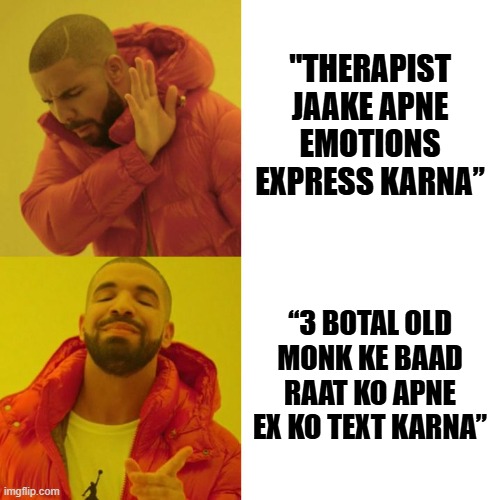 "THERAPIST
JAAKE APNE
EMOTIONS
EXPRESS KARNA”
“3 BOTAL OLD
MONK KE BAAD
RAAT KO APNE
EX KO TEXT KARNA”
imgflip.com